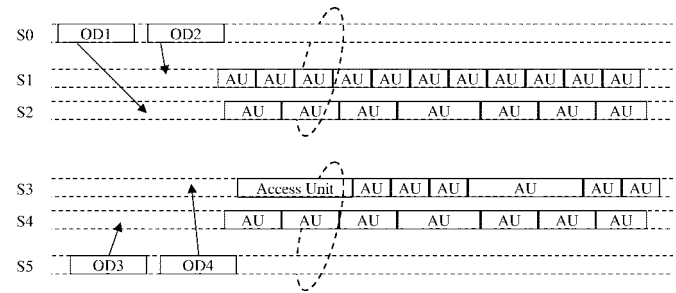 S0 OD1 OD2
S1 AU AU AU AU AU AU AU AU AU AU AU
S2 AU AU AU AU AU AU AU
S3 Access Unit AU AU AU AU AU AU
S4 AU AU AU AU AU AU AU
S5 OD3 OD4